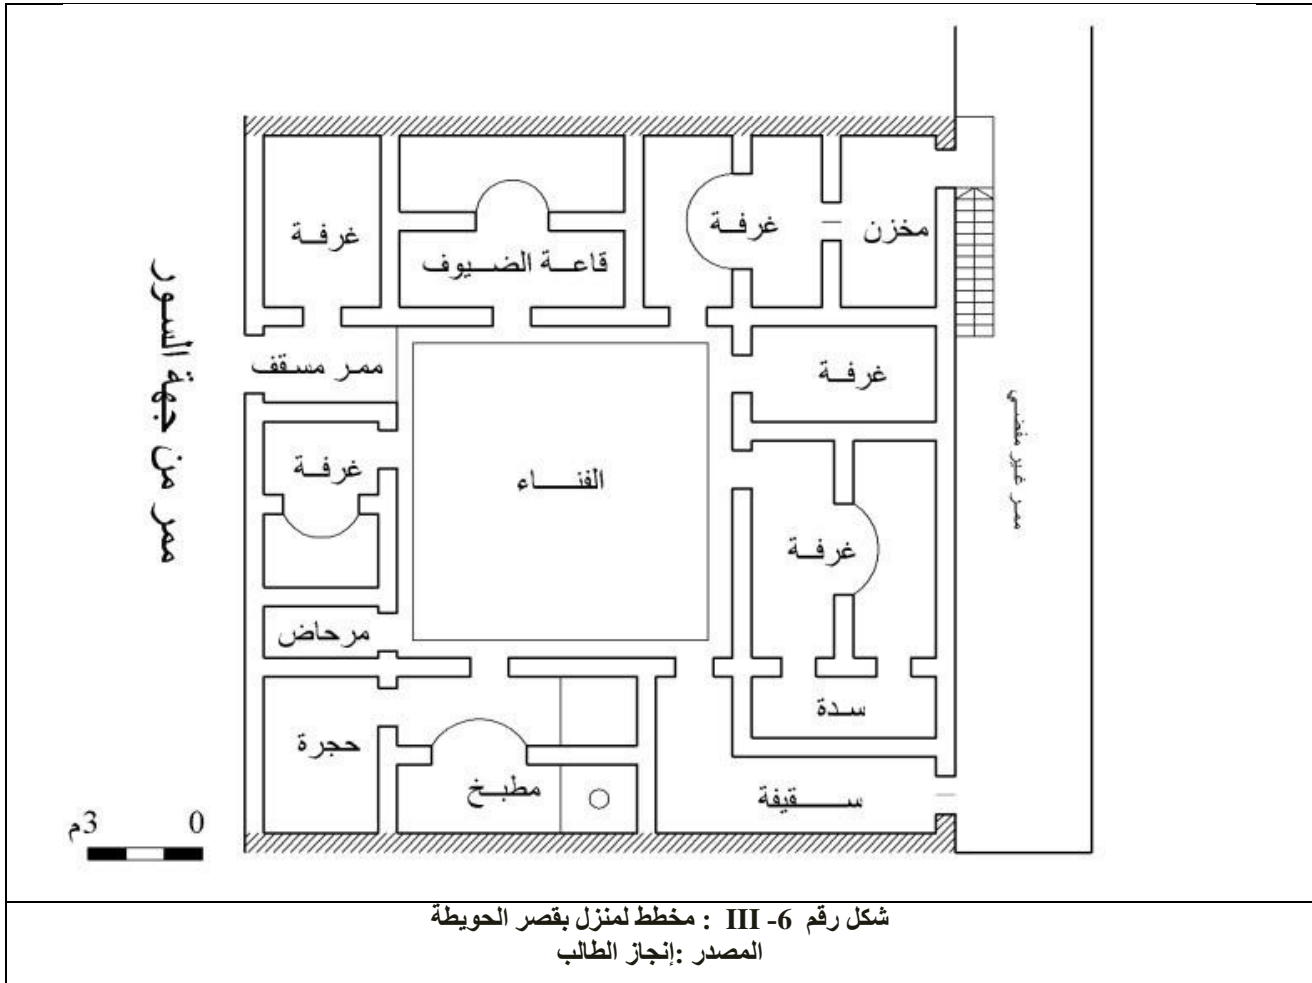 غرفة
قاعة الضيوف
غرفة
مخزن
ممر مسقف
غرفة
ممر من جهة السور
ممر غير مفضي
غرفة
الفناء
غرفة
مرحاض
سدة
حجرة
مطبخ
سقيفة
3م 0
شكل رقم 6- III : مخطط لمنزل بقصر الحويطة
المصدر :إنجاز الطالب